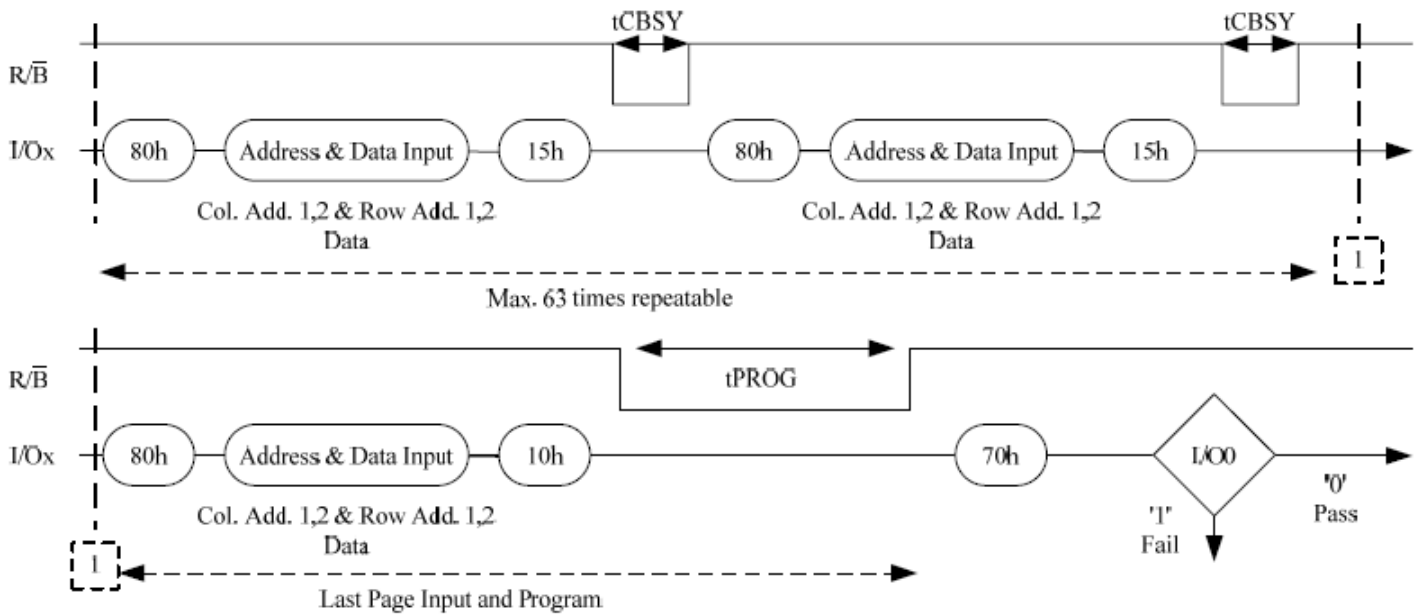 tCBSY tCBSY
R/B̅
I/Ox 80h Address & Data Input 15h 80h Address & Data Input 15h
Col. Add. 1,2 & Row Add. 1,2 Col. Add. 1,2 & Row Add. 1,2
Data Data
1
Max. 63 times repeatable
R/B̅
tPROG
I/Ox 80h Address & Data Input 10h 70h I/O0
'0'
Pass
Col. Add. 1,2 & Row Add. 1,2 '1'
Data Fail
1
Last Page Input and Program